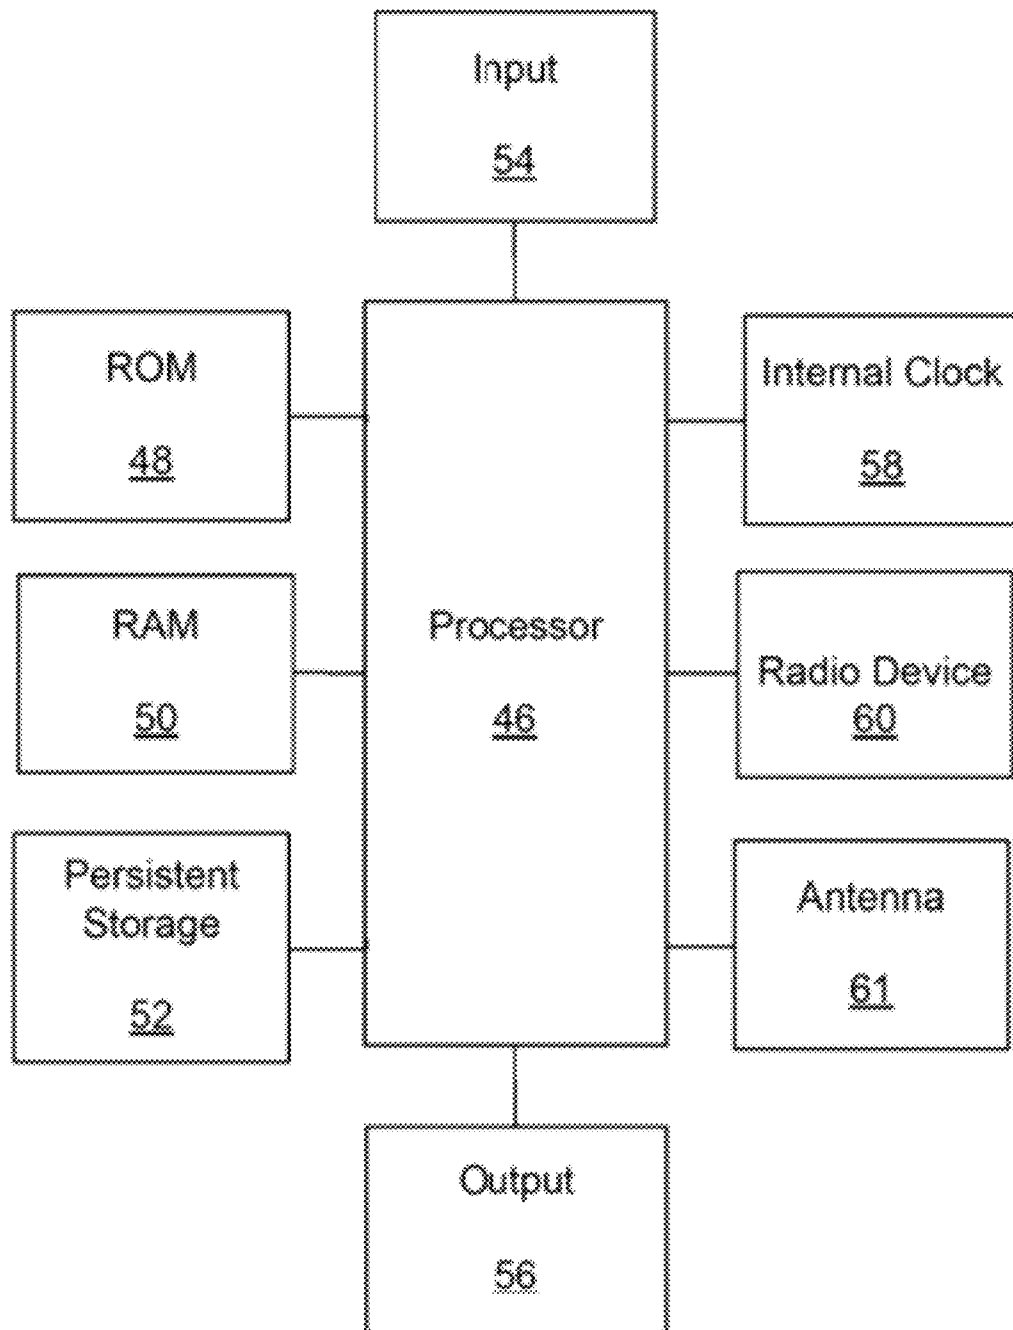 Input
54
ROM
48
RAM
50
Persistent
Storage
52
Processor
46
Internal Clock
58
Radio Device
60
Antenna
61
Output
56